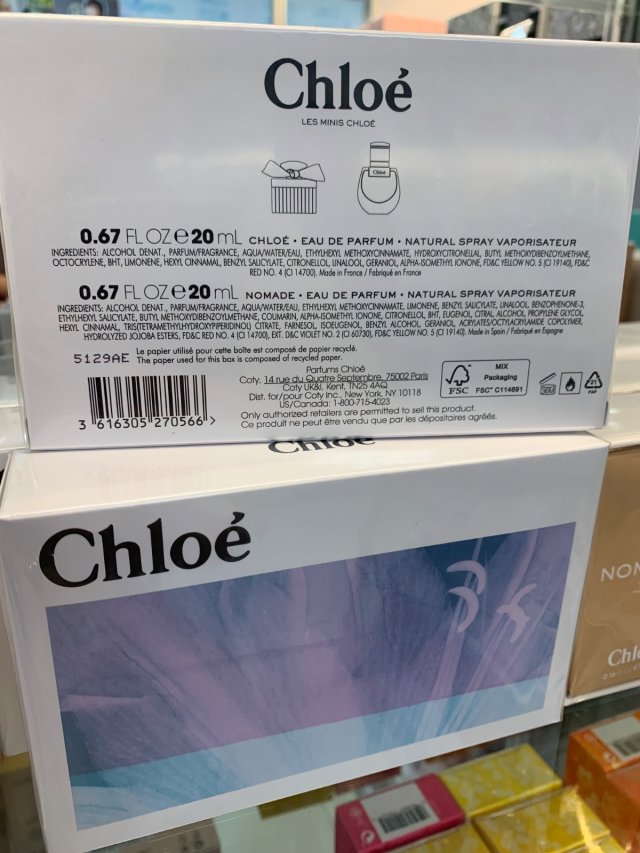 Chloé
LES MINIS CHLOÉ
Chloé
0.67 FL OZ e 20 mL CHLOÉ • EAU DE PARFUM • NATURAL SPRAY VAPORISATEUR
INGREDIENTS: ALCOHOL DENAT., PARFUM/FRAGRANCE, AQUA/WATER/EAU, ETHYLHEXYL METHOXYCINNAMATE, HYDROXYCITRONELLAL, BUTYL METHOXYDIBENZOYLMETHANE,
OCTOCRYLENE, BHT, LIMONENE, HEXYL CINNAMAL, BENZYL SALICYLATE, CITRONELLOL, LINALOOL, GERANIOL, ALPHA-ISOMETHYL IONONE, FD&C YELLOW NO. 5 (CI 19140), FD&C
RED NO. 4 (CI 14700). Made in France / Fabriqué en France
0.67 FL OZ e 20 mL NOMADE • EAU DE PARFUM • NATURAL SPRAY VAPORISATEUR
INGREDIENTS: ALCOHOL DENAT., PARFUM/FRAGRANCE, AQUA/WATER/EAU, ETHYLHEXYL METHOXYCINNAMATE, LIMONENE, BENZYL SALICYLATE, LINALOOL, BENZOPHENONE-3,
ETHYLHEXYL SALICYLATE, BUTYL METHOXYDIBENZOYLMETHANE, COUMARIN, ALPHA-ISOMETHYL IONONE, CITRONELLOL, BHT, EUGENOL, CITRAL, ALCOHOL, PROPYLENE GLYCOL,
HEXYL CINNAMAL, TRIS(TETRAMETHYLHYDROXYPIPERIDINOL) CITRATE, FARNESOL, ISOEUGENOL, BENZYL ALCOHOL, GERANIOL, ACRYLATES/OCTYLACRYLAMIDE COPOLYMER,
HYDROLYZED JOJOBA ESTERS, FD&C RED NO. 4 (CI 14700), EXT. D&C VIOLET NO. 2 (CI 60730), FD&C YELLOW NO. 5 (CI 19140). Made in Spain / Fabriqué en Espagne
5129AE Le papier utilisé pour cette boîte est composé de papier recyclé.
The paper used for this box is composed of recycled paper.
Parfums Chloé
Coty, 14 rue du Quatre Septembre, 75002 Paris
Coty UK&I, Kent, TN25 4AQ
Dist. for/pour Coty Inc., New York, NY 10118
US/Canada: 1-800-715-4023
Only authorized retailers are permitted to sell this product.
Ce produit ne peut être vendu que par les dépositaires agréés.
3 616305 270566 >
FSC
MIX
Packaging
FSC® C114691
PAP
Chloé
Chloé
NOM
Chl